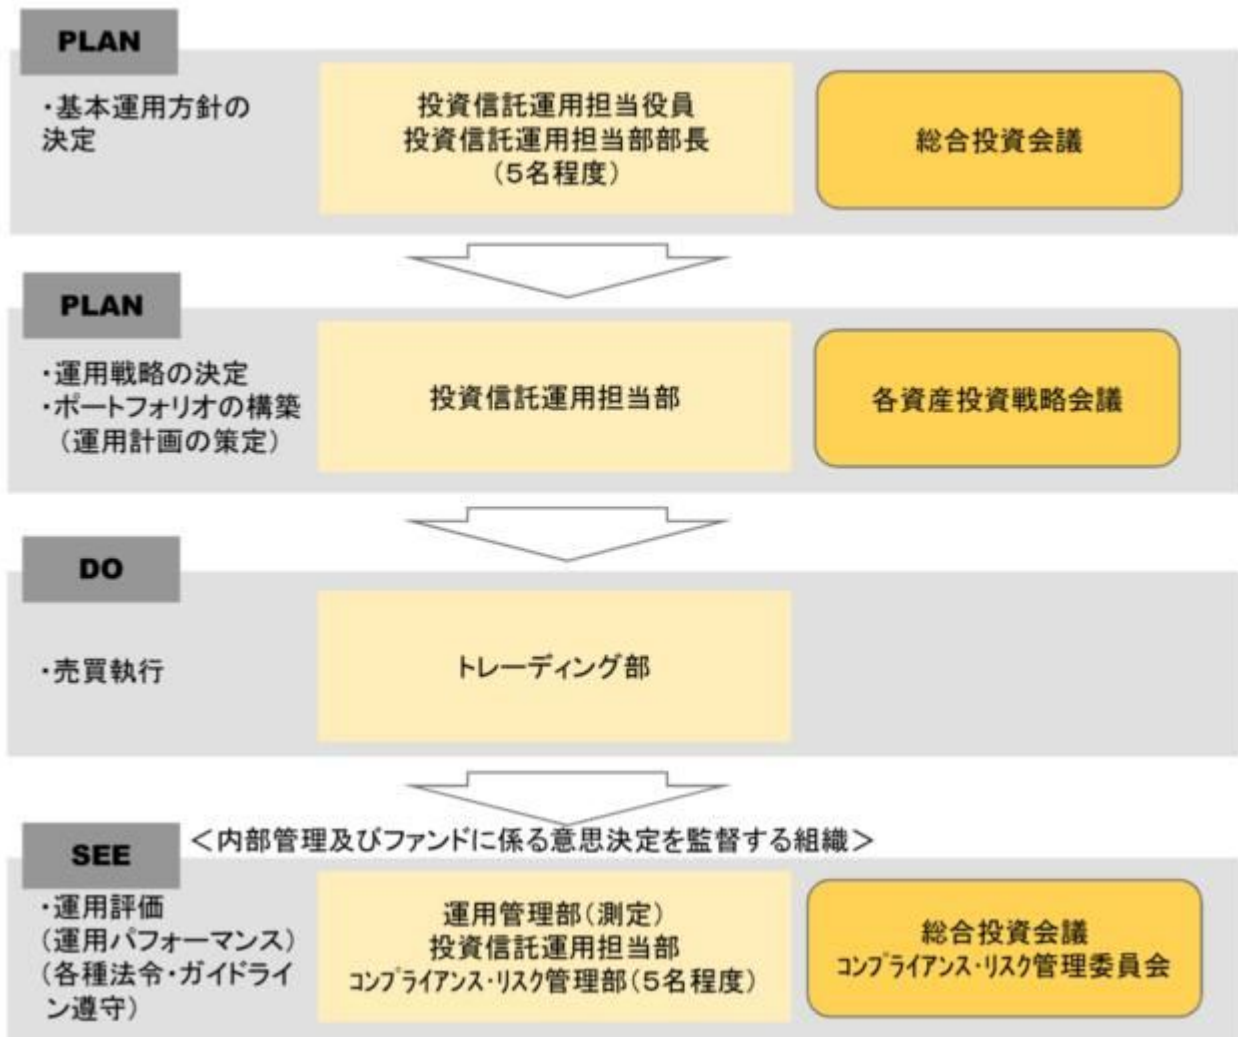 PLAN
・基本運用方針の
決定
投資信託運用担当役員
投資信託運用担当部部長
（5名程度）
総合投資会議
PLAN
・運用戦略の決定
・ポートフォリオの構築
（運用計画の策定）
投資信託運用担当部
各資産投資戦略会議
DO
・売買執行
トレーディング部
＜内部管理及びファンドに係る意思決定を監督する組織＞
SEE
・運用評価
(運用パフォーマンス)
(各種法令・ガイドライ
ン遵守)
運用管理部(測定)
投資信託運用担当部
ｺﾝﾌﾟﾗｲｱﾝｽ・ﾘｽｸ管理部(5名程度)
総合投資会議
ｺﾝﾌﾟﾗｲｱﾝｽ・ﾘｽｸ管理委員会